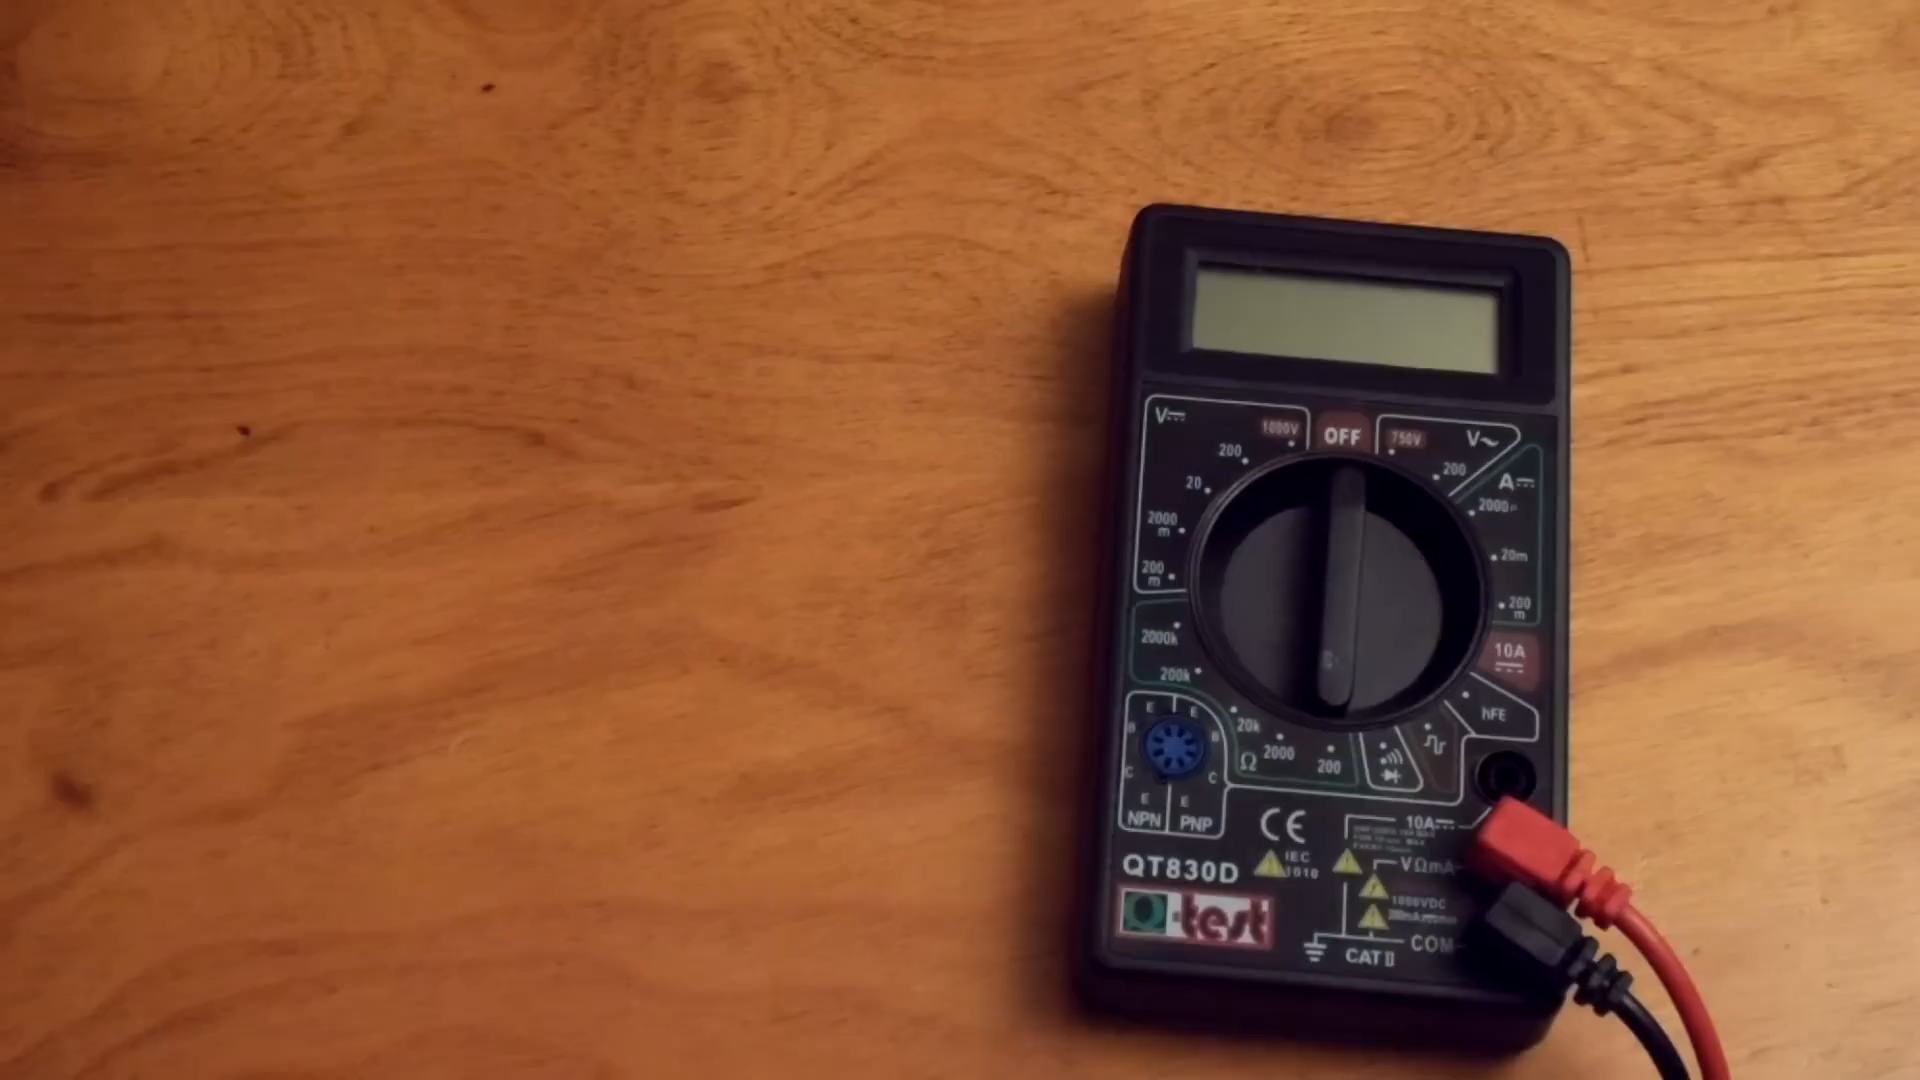 V⎓
1000V
OFF
750V
V~
200
200
A⎓
20
2000µ
2000
m
20m
200
m
200
m
2000k
10A
200k
hFE
E
E
B
B
20k
2000
200
Ω
C
C
E
E
NPN
PNP
CE
10A⎓
IEC
1010
VΩmA
QT830D
1000VDC
Q-test
COM
CAT II